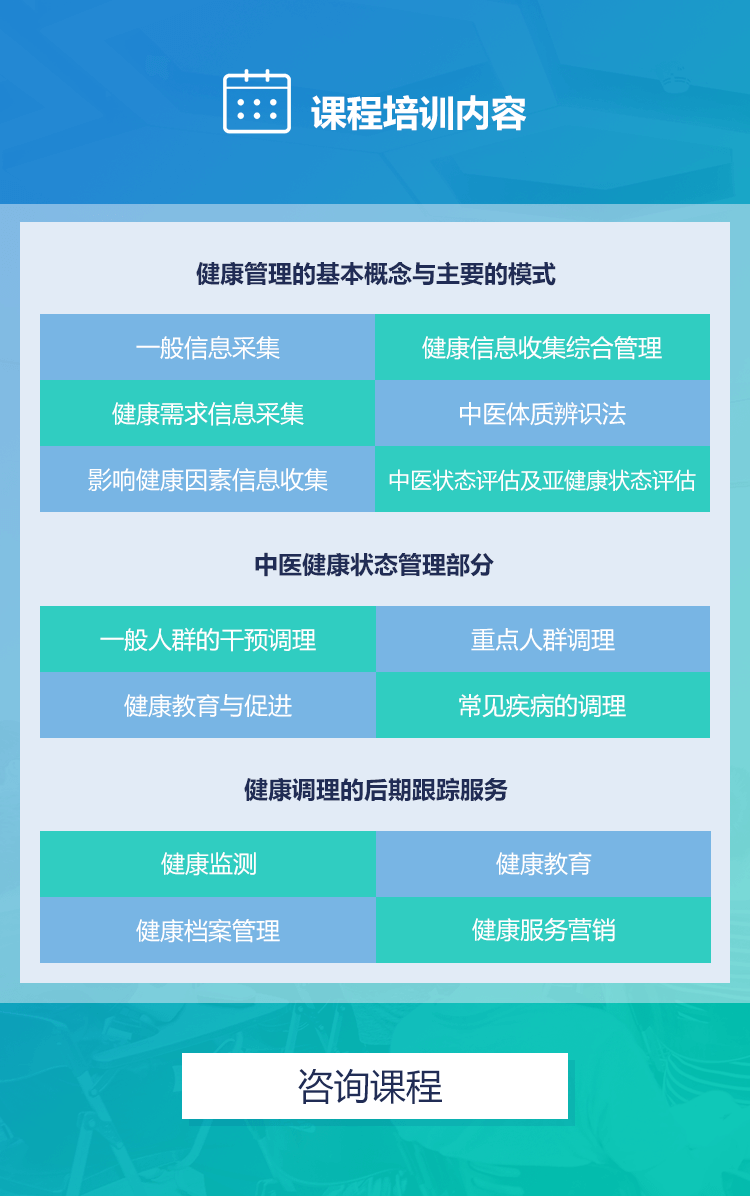 课程培训内容
健康管理的基本概念与主要的模式
一般信息采集
健康信息收集综合管理
健康需求信息采集
中医体质辨识法
影响健康因素信息收集
中医状态评估及亚健康状态评估
中医健康状态管理部分
一般人群的干预调理
重点人群调理
健康教育与促进
常见疾病的调理
健康调理的后期跟踪服务
健康监测
健康教育
健康档案管理
健康服务营销
咨询课程